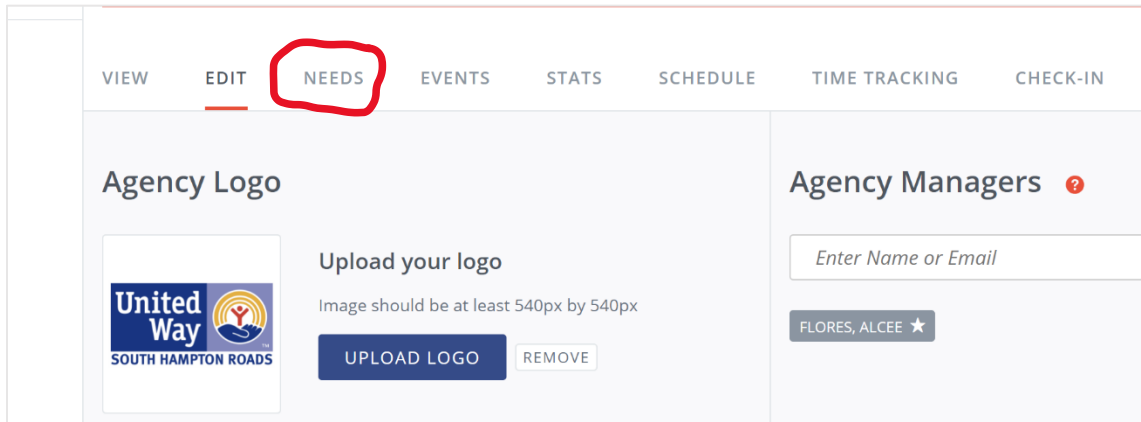 VIEW EDIT NEEDS EVENTS STATS SCHEDULE TIME TRACKING CHECK-IN
Agency Logo
United
Way
TM
SOUTH HAMPTON ROADS
Upload your logo
Image should be at least 540px by 540px
UPLOAD LOGO REMOVE
Agency Managers ?
Enter Name or Email
FLORES, ALCEE ★